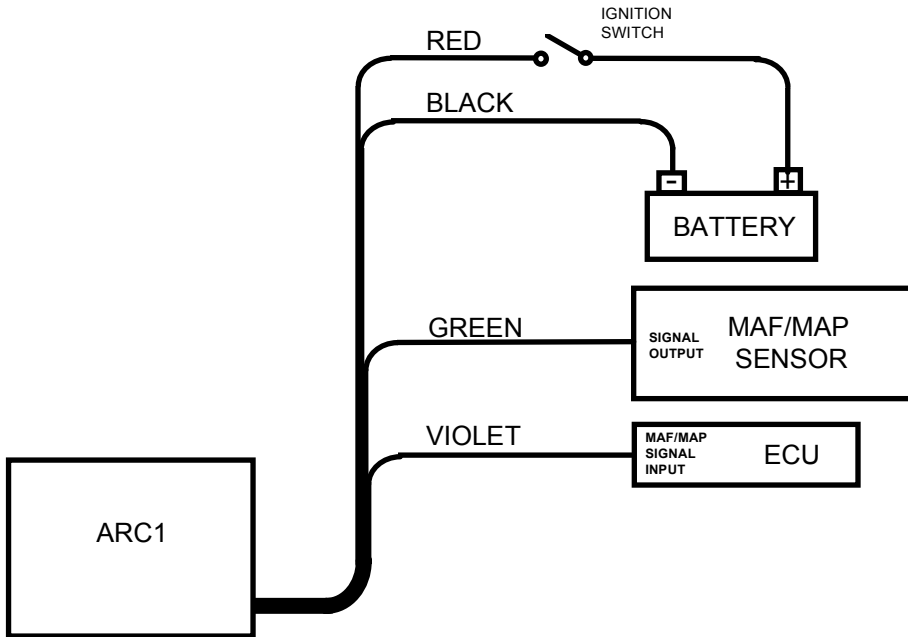 IGNITION
SWITCH
RED
BLACK
- +
BATTERY
GREEN
SIGNAL
OUTPUT
MAF/MAP
SENSOR
VIOLET
MAF/MAP
SIGNAL
INPUT
ECU
ARC1